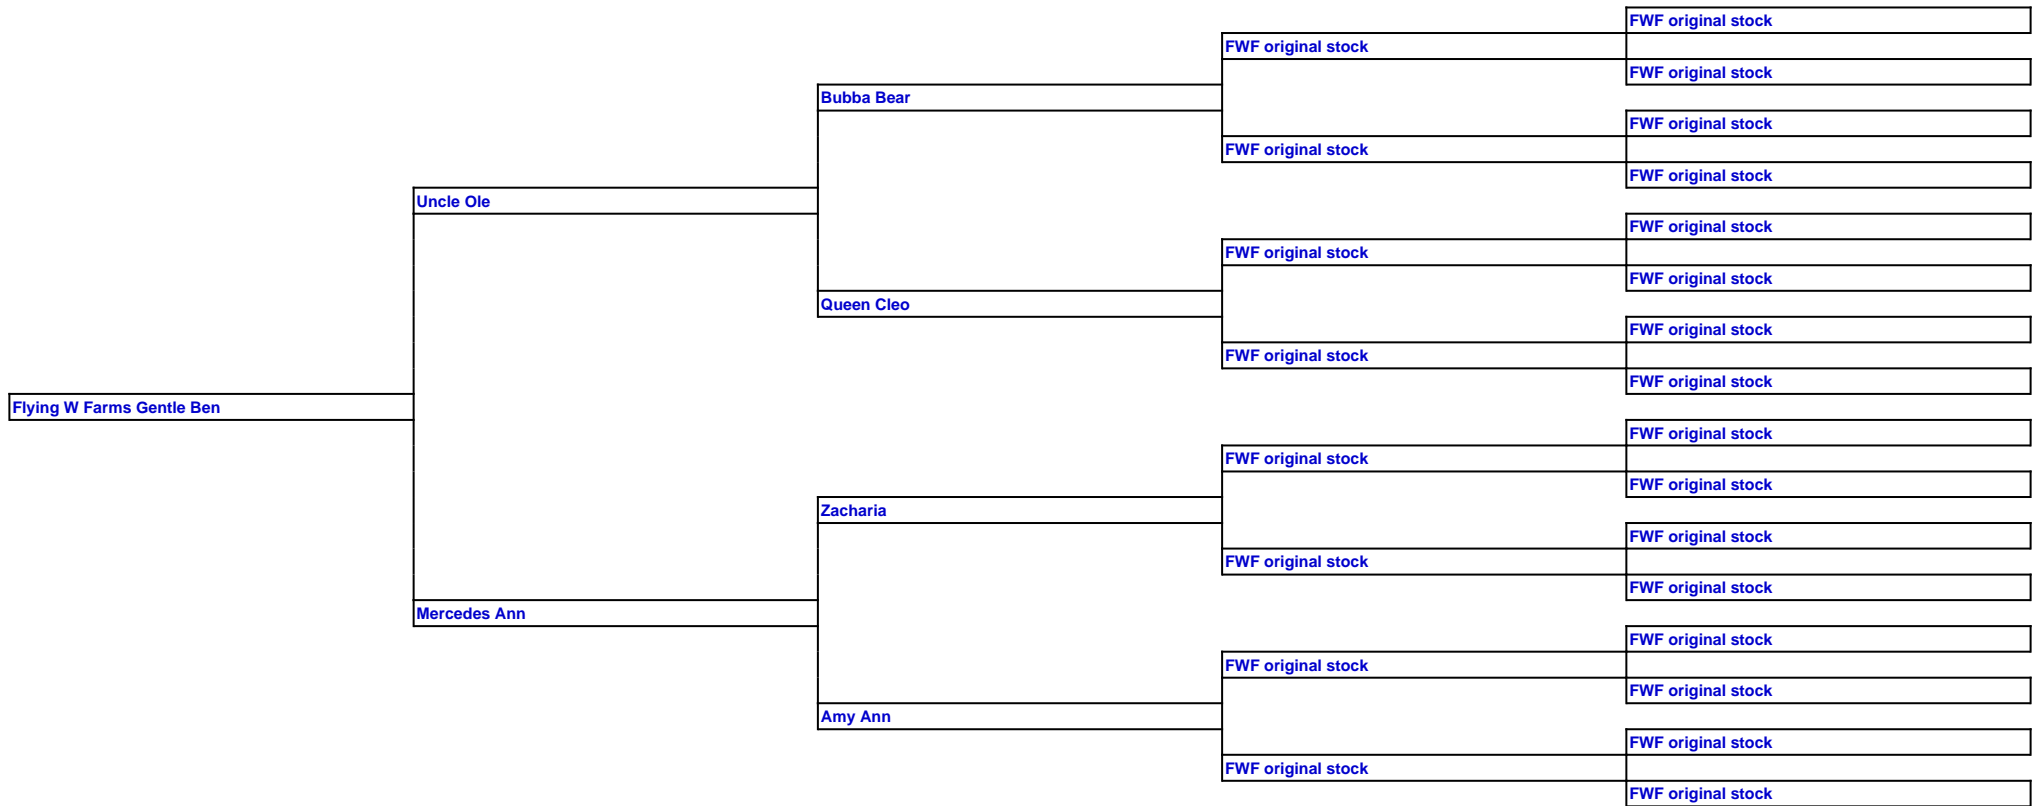 FWF original stock
FWF original stock
FWF original stock
Bubba Bear
FWF original stock
FWF original stock
FWF original stock
Uncle Ole
FWF original stock
FWF original stock
FWF original stock
Queen Cleo
FWF original stock
FWF original stock
FWF original stock
Flying W Farms Gentle Ben
FWF original stock
FWF original stock
FWF original stock
Zacharia
FWF original stock
FWF original stock
FWF original stock
Mercedes Ann
FWF original stock
FWF original stock
FWF original stock
Amy Ann
FWF original stock
FWF original stock
FWF original stock